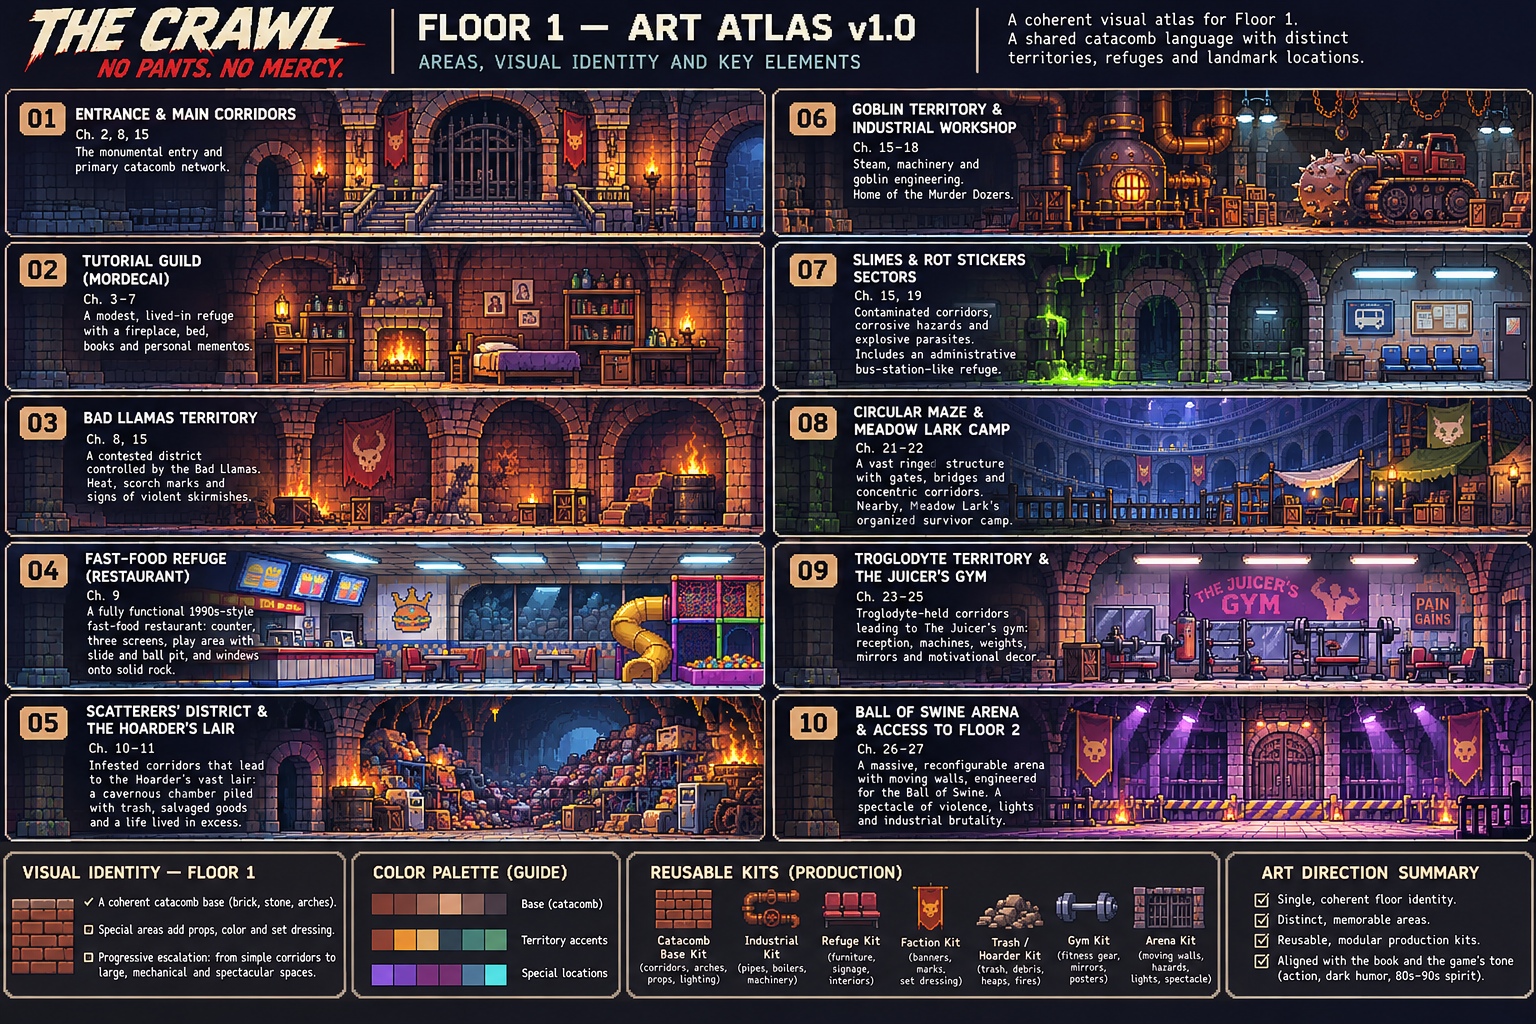 THE CRAWL
NO PANTS. NO MERCY.
FLOOR 1 — ART ATLAS v1.0
AREAS, VISUAL IDENTITY AND KEY ELEMENTS
A coherent visual atlas for Floor 1.
A shared catacomb language with distinct
territories, refuges and landmark locations.
01
ENTRANCE & MAIN CORRIDORS
Ch. 2, 8, 15
The monumental entry and
primary catacomb network.
02
TUTORIAL GUILD
(MORDECAI)
Ch. 3-7
A modest, lived-in refuge
with a fireplace, bed,
books and personal mementos.
03
BAD LLAMAS TERRITORY
Ch. 8, 15
A contested district
controlled by the Bad Llamas.
Heat, scorch marks and
signs of violent skirmishes.
04
FAST-FOOD REFUGE
(RESTAURANT)
Ch. 9
A fully functional 1990s-style
fast-food restaurant: counter,
three screens, play area with
slide and ball pit, and windows
onto solid rock.
05
SCATTERERS' DISTRICT &
THE HOARDER'S LAIR
Ch. 10-11
Infested corridors that lead
to the Hoarder's vast lair:
a cavernous chamber piled
with trash, salvaged goods
and a life lived in excess.
06
GOBLIN TERRITORY &
INDUSTRIAL WORKSHOP
Ch. 15-18
Steam, machinery and
goblin engineering.
Home of the Murder Dozers.
07
SLIMES & ROT STICKERS
SECTORS
Ch. 15, 19
Contaminated corridors,
corrosive hazards and
explosive parasites.
Includes an administrative
bus-station-like refuge.
08
CIRCULAR MAZE &
MEADOW LARK CAMP
Ch. 21-22
A vast ringed structure
with gates, bridges and
concentric corridors.
Nearby, Meadow Lark's
organized survivor camp.
09
TROGLODYTE TERRITORY &
THE JUICER'S GYM
Ch. 23-25
Troglodyte-held corridors
leading to The Juicer's gym:
reception, machines, weights,
mirrors and motivational decor.
THE JUICER'S
GYM
PAIN
GAINS
10
BALL OF SWINE ARENA
& ACCESS TO FLOOR 2
Ch. 26-27
A massive, reconfigurable arena
with moving walls, engineered
for the Ball of Swine. A
spectacle of violence, lights
and industrial brutality.
VISUAL IDENTITY — FLOOR 1
A coherent catacomb base (brick, stone, arches).
Special areas add props, color and set dressing.
Progressive escalation: from simple corridors to
large, mechanical and spectacular spaces.
COLOR PALETTE (GUIDE)
Base (catacomb)
Territory accents
Special locations
REUSABLE KITS (PRODUCTION)
Catacomb
Base Kit
(corridors, arches,
props, lighting)
Industrial
Kit
(pipes, boilers,
machinery)
Refuge Kit
(furniture,
signage,
interiors)
Faction Kit
(banners,
marks.
set dressing)
Trash /
Hoarder Kit
(trash, debris,
heaps, fires)
Gym Kit
(fitness gear,
mirrors,
posters)
Arena Kit
(moving walls,
hazards,
lights, spectacle)
ART DIRECTION SUMMARY
Single, coherent floor identity.
Distinct, memorable areas.
Reusable, modular production kits.
Aligned with the book and the game's tone
(action, dark humor, 80s-90s spirit).